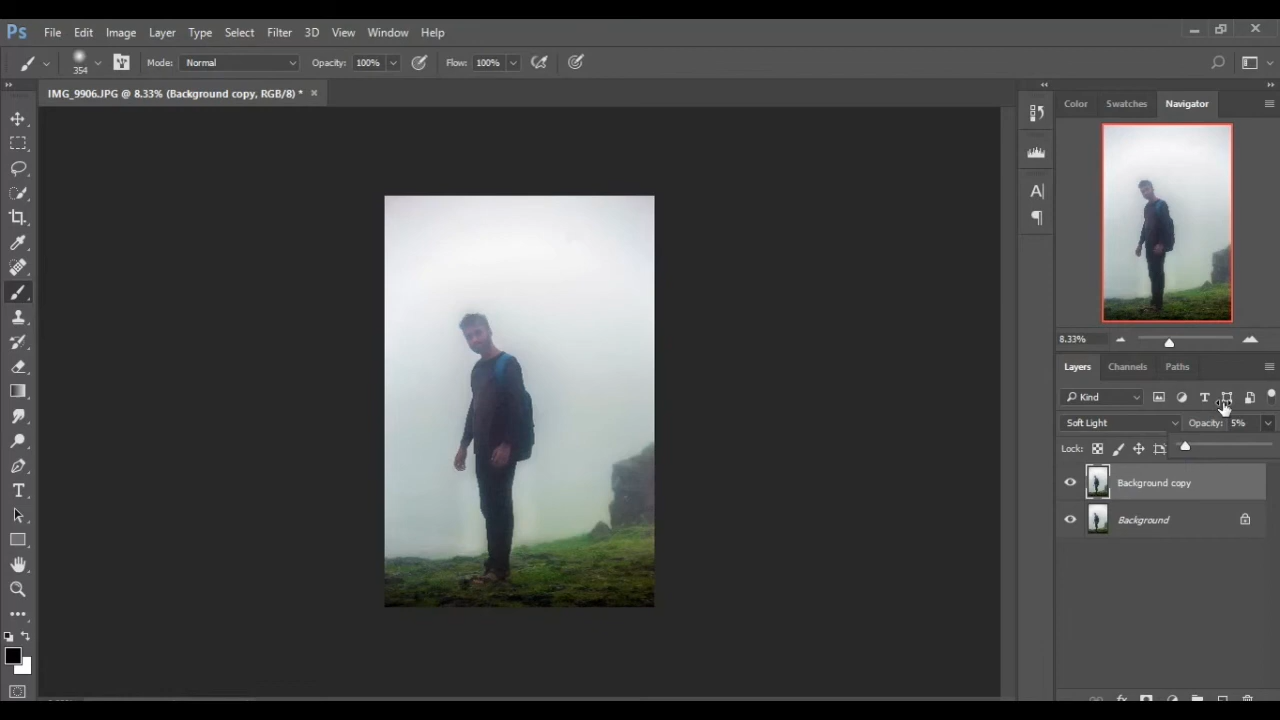 Ps File Edit Image Layer Type Select Filter 3D View Window Help
354 Mode: Normal Opacity: 100% Flow: 100%
IMG_9906.JPG @ 8.33% (Background copy, RGB/8) *
Color Swatches Navigator
8.33%
Layers Channels Paths
Kind
Soft Light Opacity: 5%
Lock:
Background copy
Background